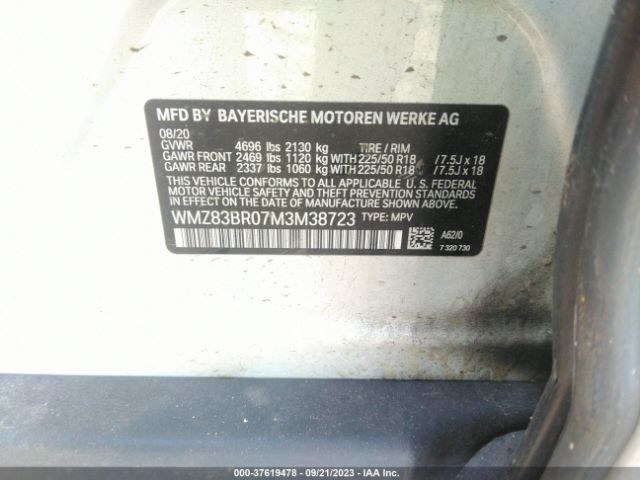 MFD BY BAYERISCHE MOTOREN WERKE AG
08/20
GVWR 4696 lbs 2130 kg TIRE / RIM
GAWR FRONT 2469 lbs 1120 kg WITH 225/50 R18 /7.5J x 18
GAWR REAR 2337 lbs 1060 kg WITH 225/50 R18 /7.5J x 18
THIS VEHICLE CONFORMS TO ALL APPLICABLE U. S. FEDERAL
MOTOR VEHICLE SAFETY STANDARDS IN EFFECT ON THE
DATE OF MANUFACTURE SHOWN ABOVE.
WMZ83BR07M3M38723 TYPE: MPV
A62/0
7 320 730
000-37619478 - 09/21/2023 - IAA Inc.